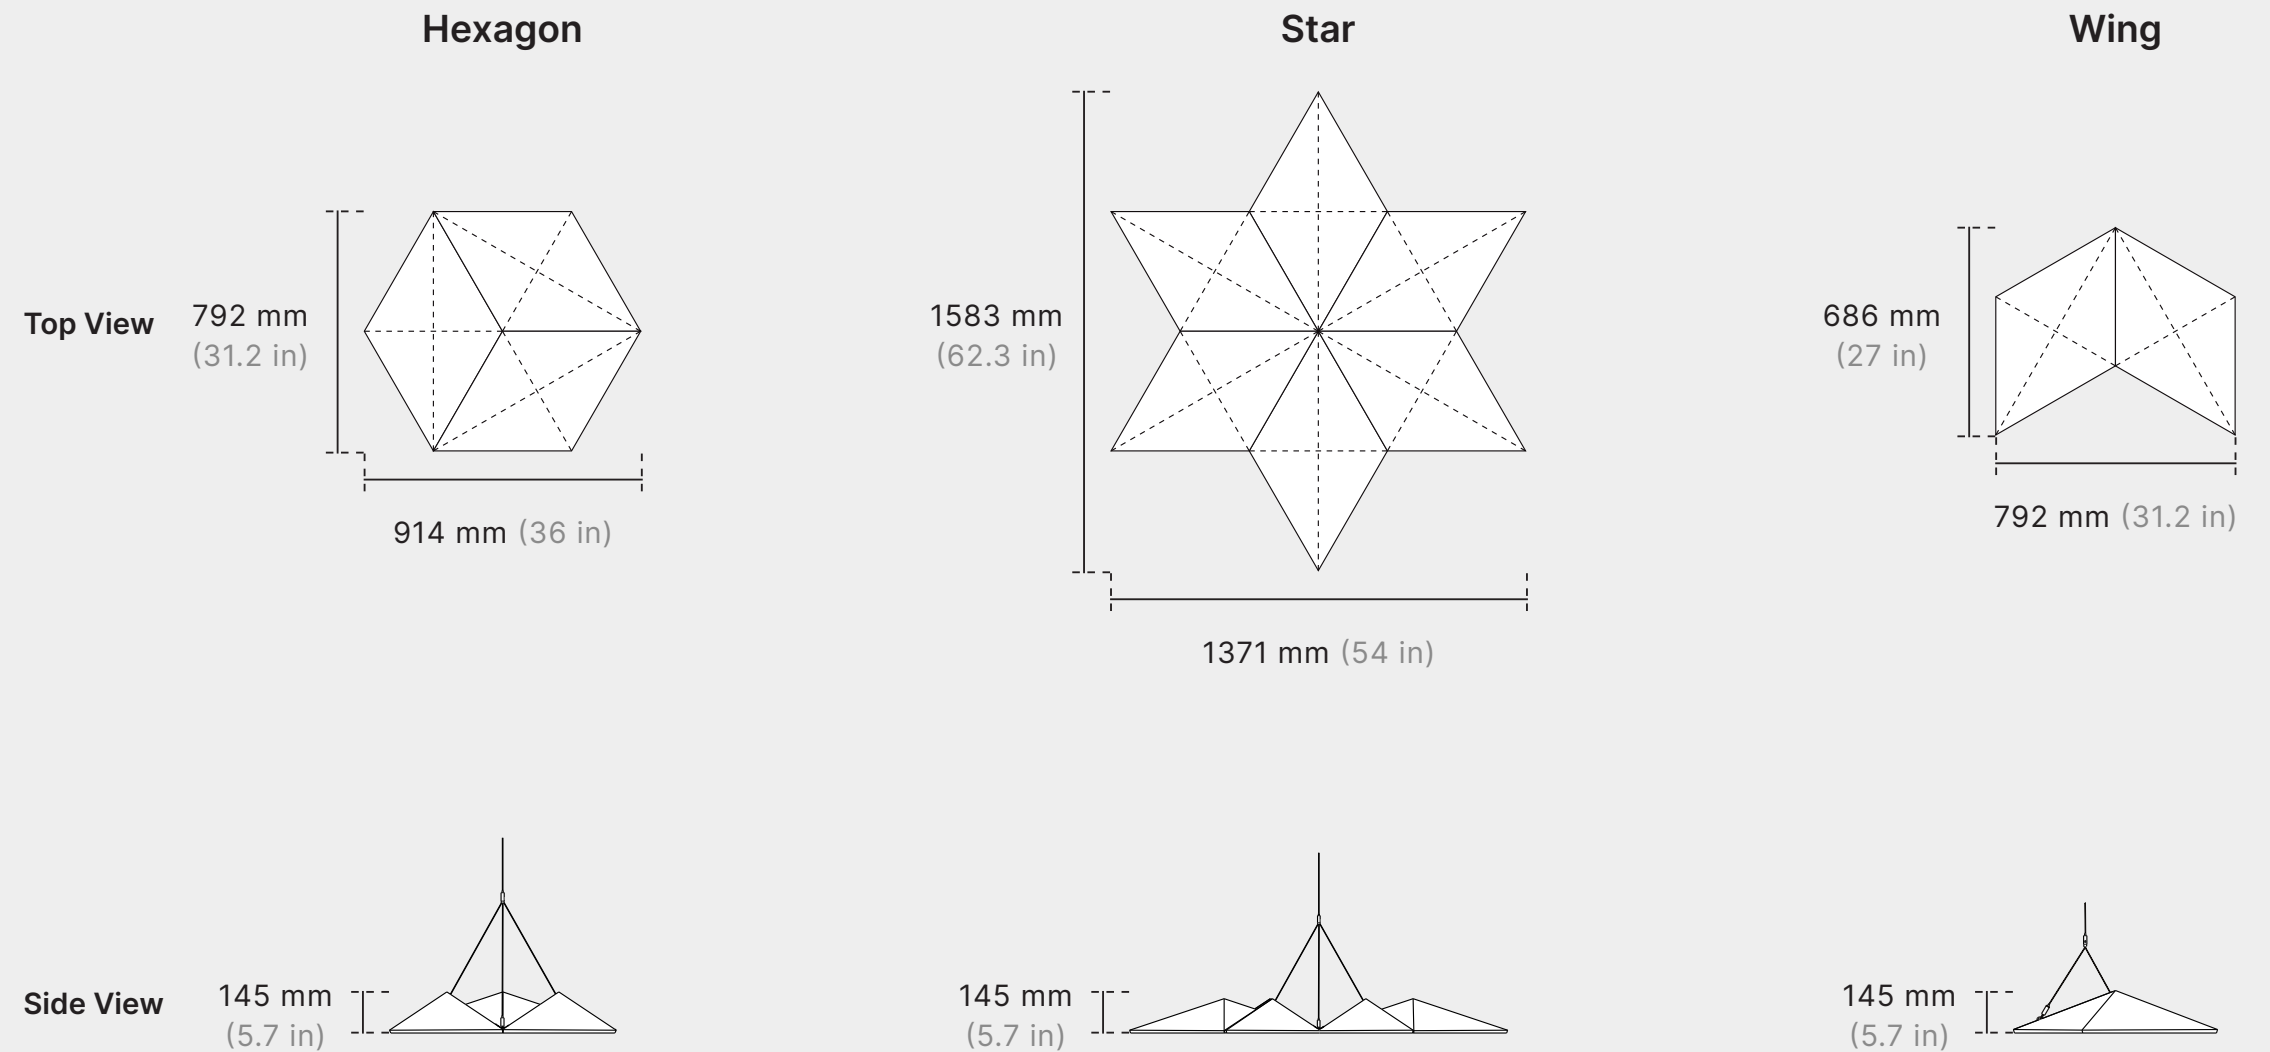 Hexagon
Star
Wing
Top View
792 mm
(31.2 in)
914 mm (36 in)
1583 mm
(62.3 in)
1371 mm (54 in)
686 mm
(27 in)
792 mm (31.2 in)
Side View
145 mm
(5.7 in)
145 mm
(5.7 in)
145 mm
(5.7 in)